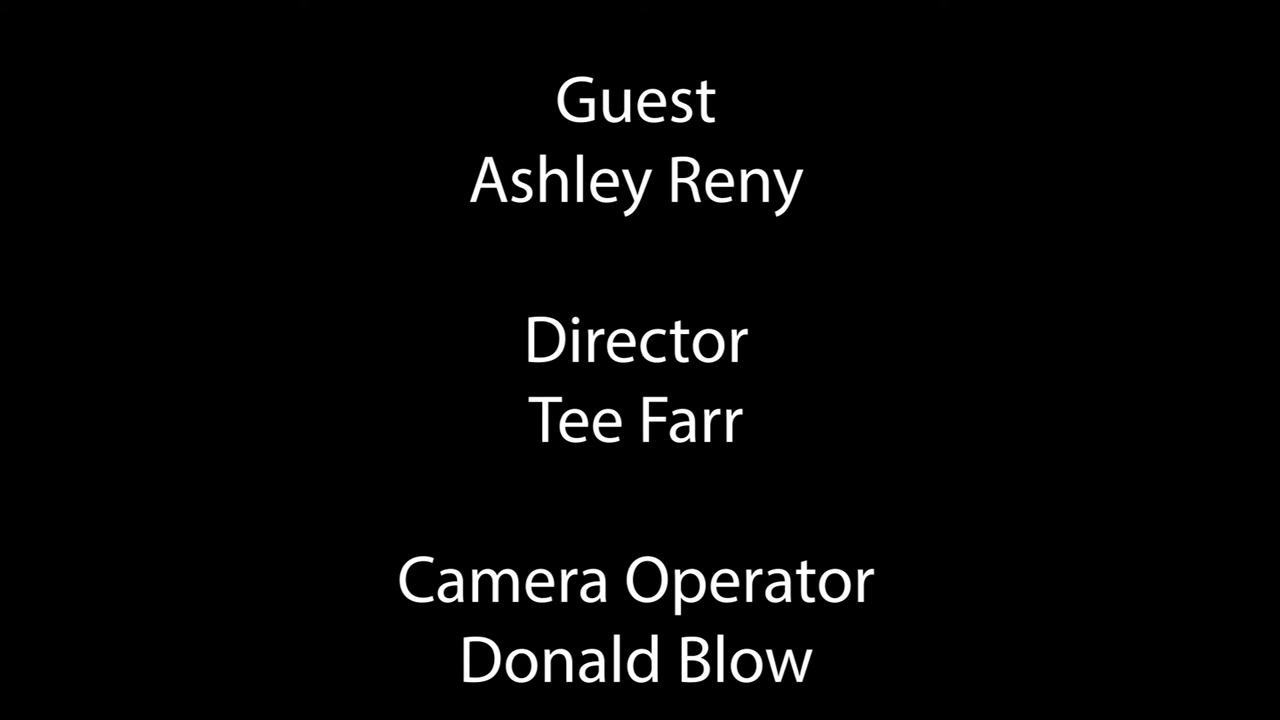 Guest
Ashley Reny
Director
Tee Farr
Camera Operator
Donald Blow